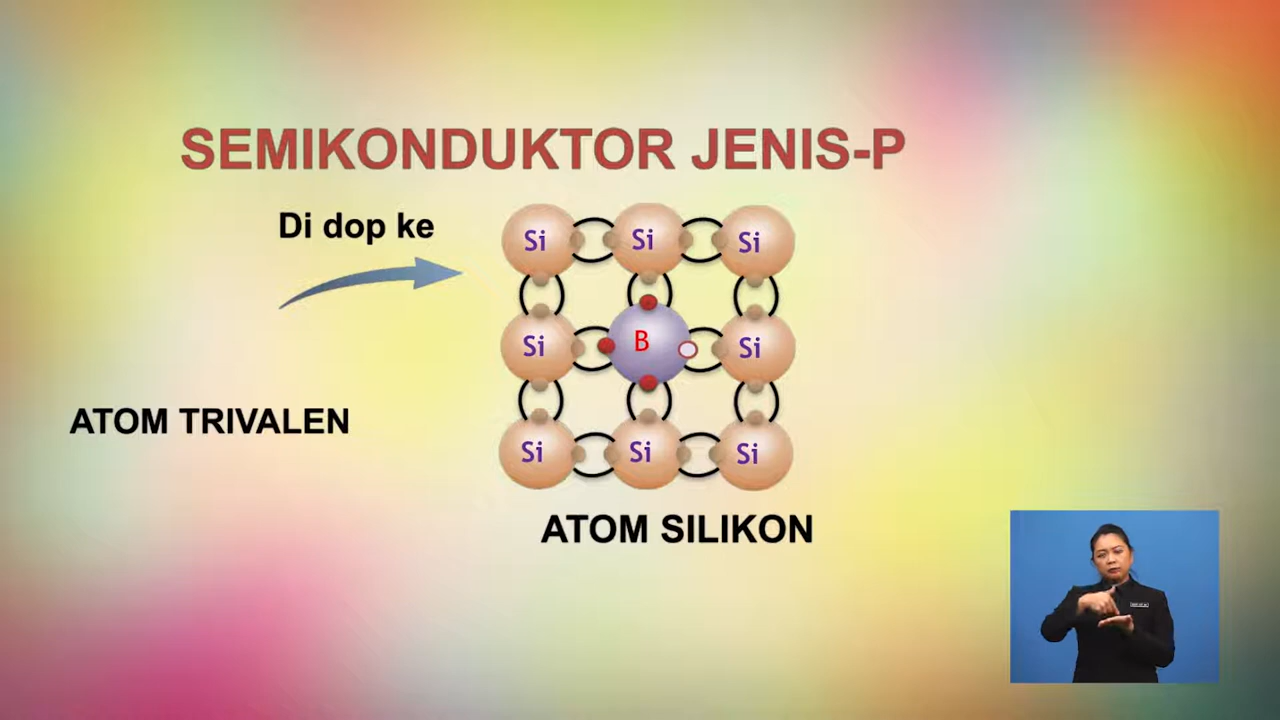 SEMIKONDUKTOR JENIS-P
Di dop ke
Si Si Si
Si B Si
ATOM TRIVALEN
Si Si Si
ATOM SILIKON